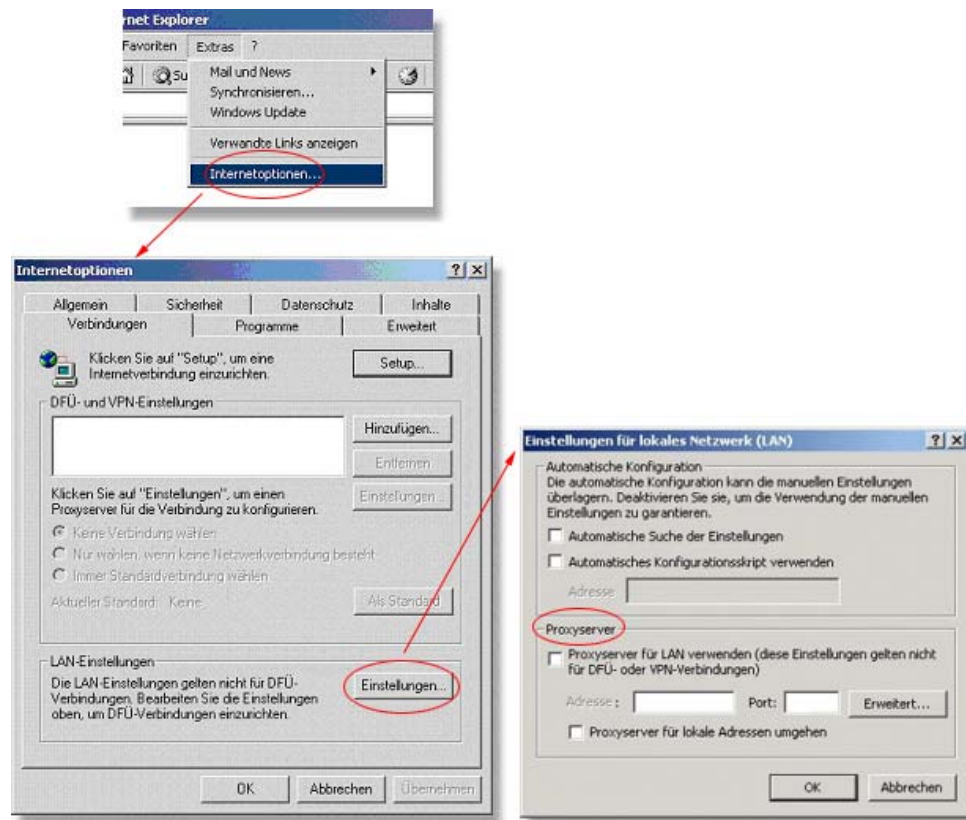 rnet Explorer
Favoriten Extras ?
Su
Mail und News
Synchronisieren...
Windows Update
Verwandte Links anzeigen
Internetoptionen...
Internetoptionen
Allgemein Sicherheit Datenschutz Inhalte
Verbindungen Programme Erweitert
Klicken Sie auf "Setup", um eine
Internetverbindung einzurichten.
Setup...
DFÜ- und VPN-Einstellungen
Hinzufügen...
Entfernen
Klicken Sie auf "Einstellungen", um einen
Proxyserver für die Verbindung zu konfigurieren.
Einstellungen...
Keine Verbindung wählen
Nur wählen, wenn keine Netzwerkverbindung besteht
Immer Standardverbindung wählen
Aktueller Standard: Keine
Als Standard
LAN-Einstellungen
Die LAN-Einstellungen gelten nicht für DFÜ-
Verbindungen. Bearbeiten Sie die Einstellungen
oben, um DFÜ-Verbindungen einzurichten.
Einstellungen...
OK Abbrechen Übernehmen
Einstellungen für lokales Netzwerk (LAN)
Automatische Konfiguration
Die automatische Konfiguration kann die manuellen Einstellungen
überlagern. Deaktivieren Sie sie, um die Verwendung der manuellen
Einstellungen zu garantieren.
Automatische Suche der Einstellungen
Automatisches Konfigurationsskript verwenden
Adresse
Proxyserver
Proxyserver für LAN verwenden (diese Einstellungen gelten nicht
für DFÜ- oder VPN-Verbindungen)
Adresse: Port: Erweitert...
Proxyserver für lokale Adressen umgehen
OK Abbrechen